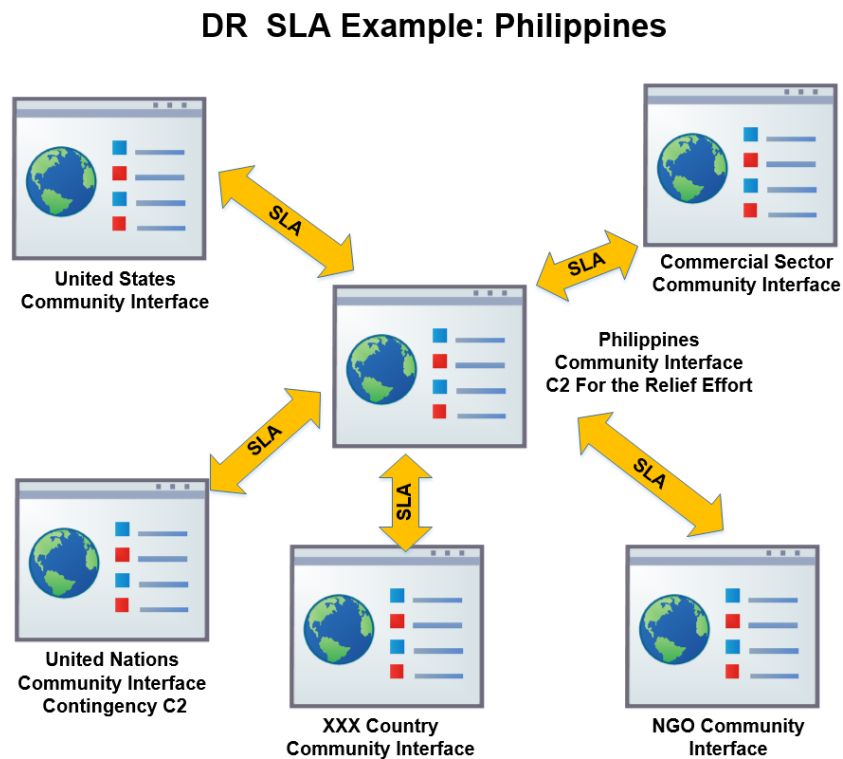 DR SLA Example: Philippines
SLA
United States
Community Interface
SLA
Commercial Sector
Community Interface
Philippines
Community Interface
C2 For the Relief Effort
SLA
United Nations
Community Interface
Contingency C2
SLA
XXX Country
Community Interface
SLA
NGO Community
Interface